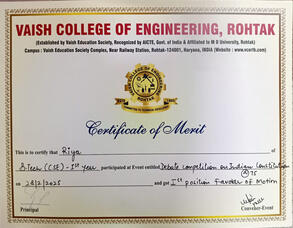 VAISH COLLEGE OF ENGINEERING, ROHTAK
(Established by Vaish Education Society, Recognized by AICTE, Govt. of India & Affiliated to M D University, Rohtak)
Campus : Vaish Education Society Complex, Near Railway Station, Rohtak-124001, Haryana, INDIA (Website : www.vcertk.com)
Certificate of Merit
This is to certify that Riya
B.Tech (CSE) - Ist year participated at Event entitled Debate competition on Indian Constitution
@ 75
on 28/2/2025 and got Ist position Favour of Motion
Principal
Convener-Event